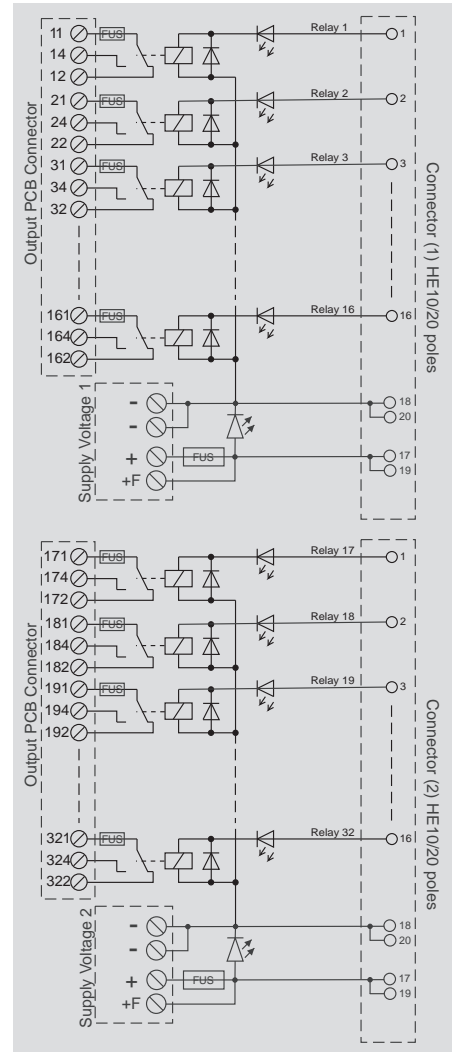 Output PCB Connector
11 FUS Relay 1 1
14
12
21 FUS Relay 2 2
24
22
31 FUS Relay 3 3
34
32
161 FUS Relay 16 16
164
162
Connector (1) HE10/20 poles
Supply Voltage 1
- 18
- 20
+ FUS 17
+F 19
Output PCB Connector
171 FUS Relay 17 1
174
172
181 FUS Relay 18 2
184
182
191 FUS Relay 19 3
194
192
321 FUS Relay 32 16
324
322
Connector (2) HE10/20 poles
Supply Voltage 2
- 18
- 20
+ FUS 17
+F 19